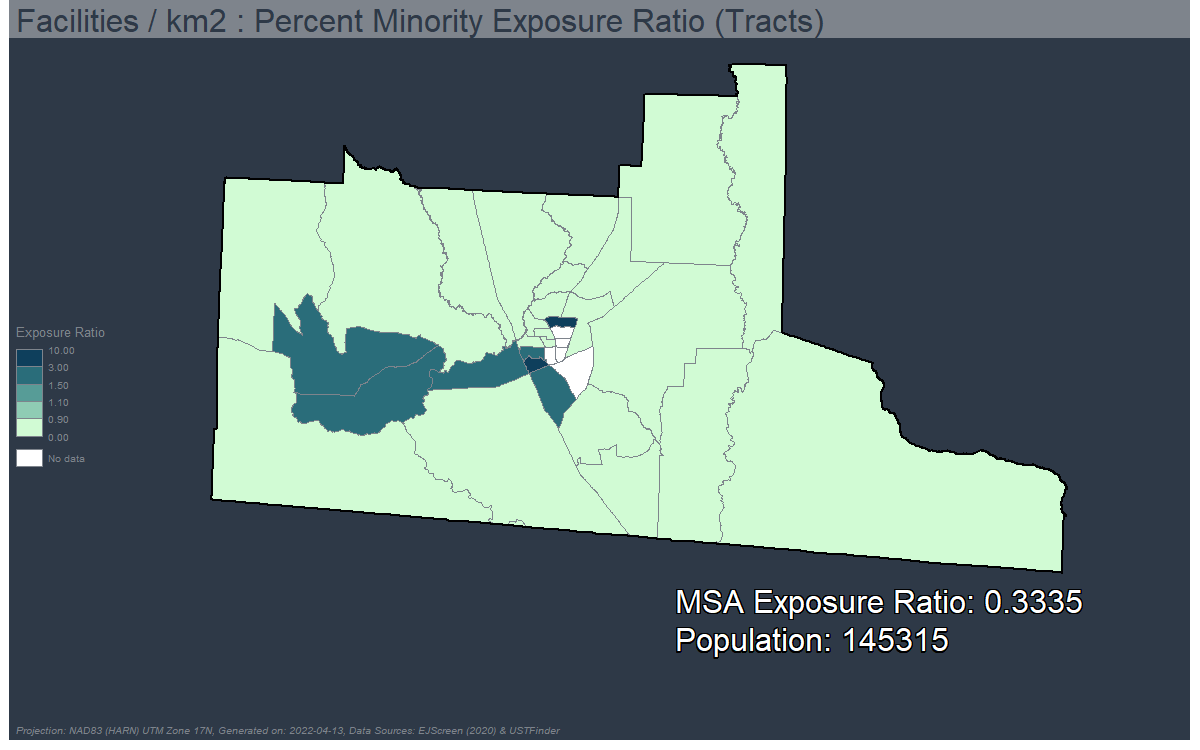 Facilities / km2 : Percent Minority Exposure Ratio (Tracts)
Exposure Ratio
10.00
3.00
1.50
1.10
0.90
0.00
No data
MSA Exposure Ratio: 0.3335
Population: 145315
Projection: NAD83 (HARN) UTM Zone 17N, Generated on: 2022-04-13, Data Sources: EJScreen (2020) & USTFinder